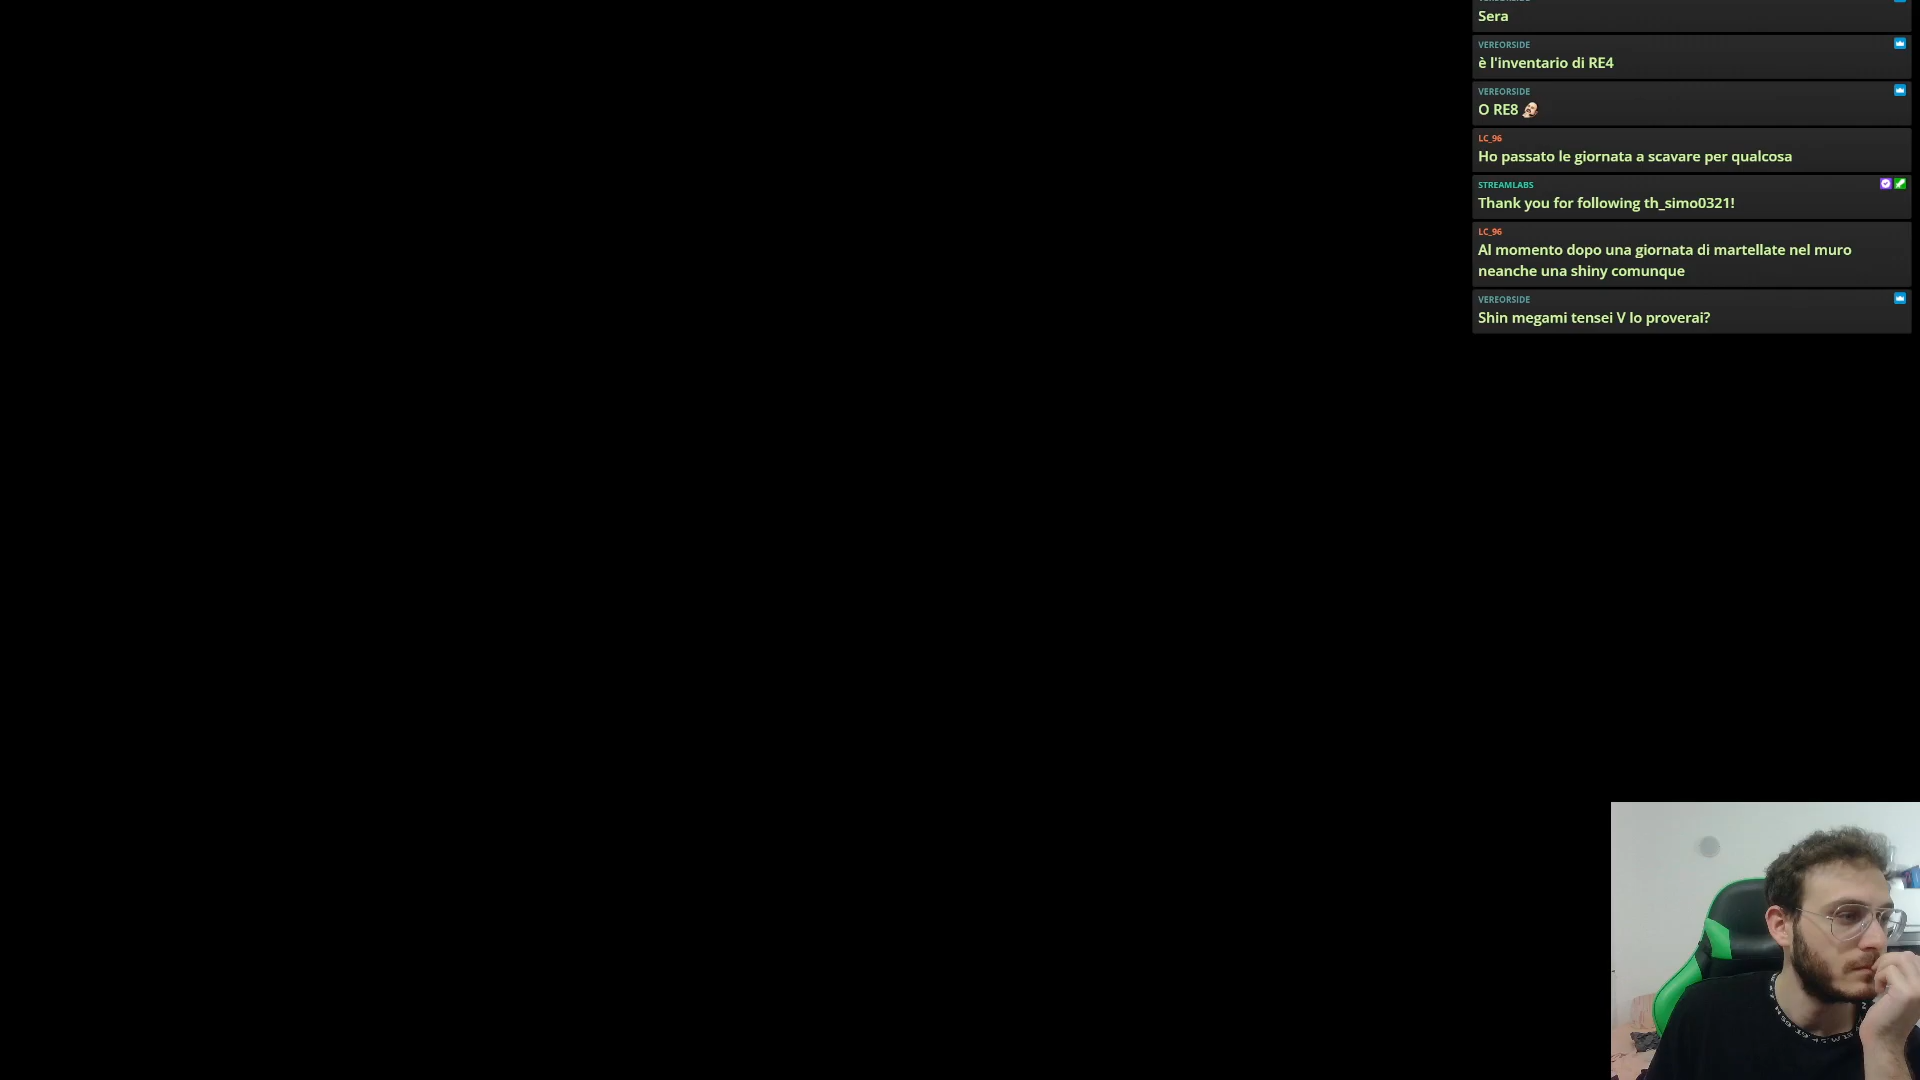 Sera
VEREORSIDE
è l'inventario di RE4
VEREORSIDE
O RE8
LC_96
Ho passato le giornata a scavare per qualcosa
STREAMLABS
Thank you for following th_simo0321!
LC_96
Al momento dopo una giornata di martellate nel muro
neanche una shiny comunque
VEREORSIDE
Shin megami tensei V lo proverai?